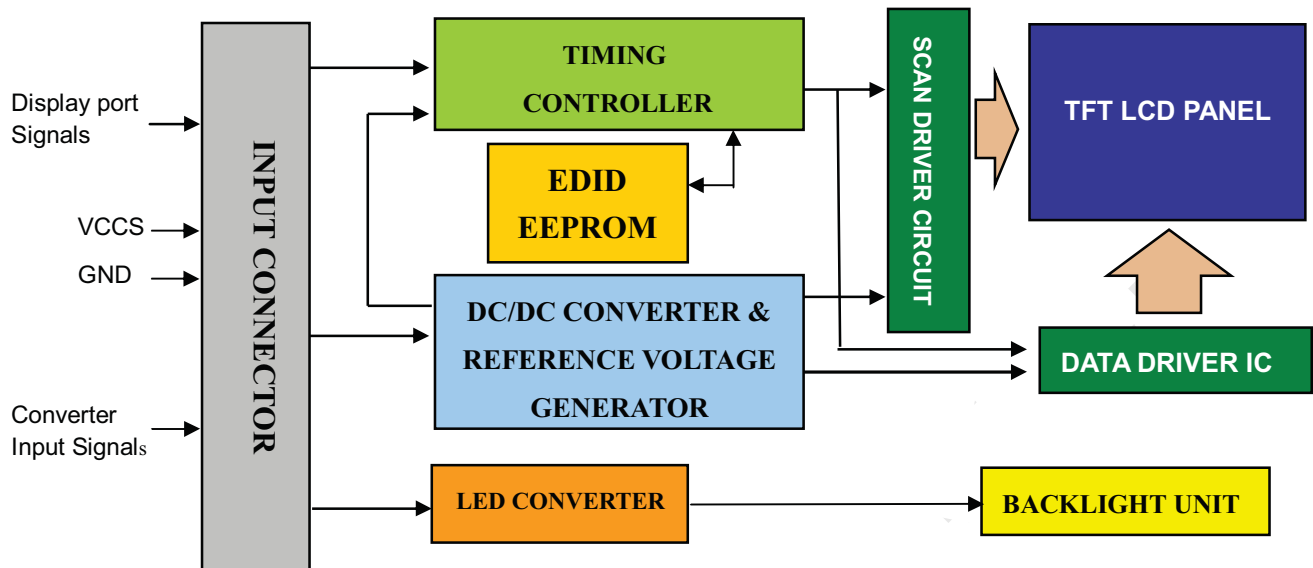 Display port
Signals
VCCS
GND
Converter
Input Signals
INPUT CONNECTOR
TIMING
CONTROLLER
EDID
EEPROM
DC/DC CONVERTER &
REFERENCE VOLTAGE
GENERATOR
LED CONVERTER
SCAN DRIVER CIRCUIT
TFT LCD PANEL
DATA DRIVER IC
BACKLIGHT UNIT